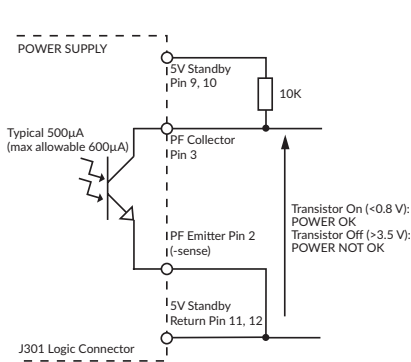 POWER SUPPLY
5V Standby
Pin 9, 10
10K
Typical 500µA
(max allowable 600µA)
PF Collector
Pin 3
Transistor On (<0.8 V):
POWER OK
Transistor Off (>3.5 V):
POWER NOT OK
PF Emitter Pin 2
(-sense)
5V Standby
Return Pin 11, 12
J301 Logic Connector